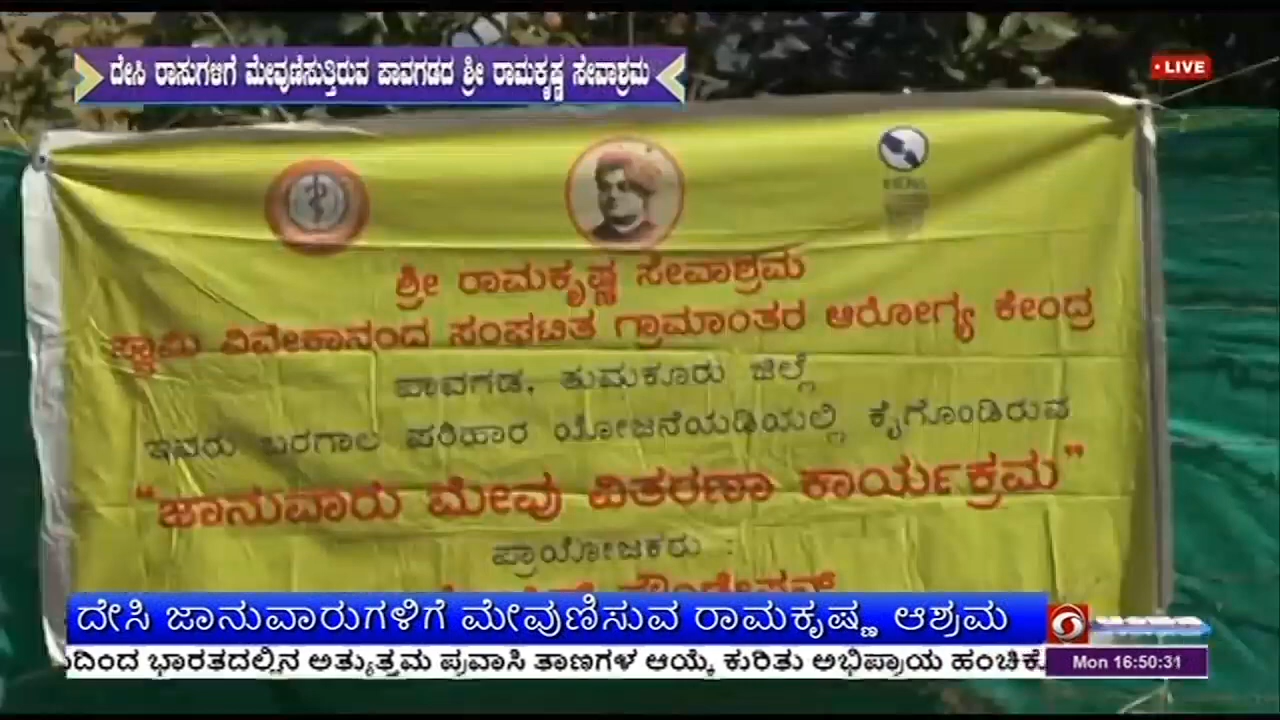 ದೇಸಿ ರಾಸುಗಳಿಗೆ ಮೇವುಣಿಸುತ್ತಿರುವ ಪಾವಗಡದ ಶ್ರೀ ರಾಮಕೃಷ್ಣ ಸೇವಾಶ್ರಮ
LIVE
ಶ್ರೀ ರಾಮಕೃಷ್ಣ ಸೇವಾಶ್ರಮ
ಸ್ವಾಮಿ ವಿವೇಕಾನಂದ ಸಂಘಟಿತ ಗ್ರಾಮಾಂತರ ಆರೋಗ್ಯ ಕೇಂದ್ರ
ಪಾವಗಡ, ತುಮಕೂರು ಜಿಲ್ಲೆ
ಇವರು ಬರಗಾಲ ಪರಿಹಾರ ಯೋಜನೆಯಡಿಯಲ್ಲಿ ಕೈಗೊಂಡಿರುವ
“ಜಾನುವಾರು ಮೇವು ವಿತರಣಾ ಕಾರ್ಯಕ್ರಮ”
ಪ್ರಾಯೋಜಕರು :
ದೇಸಿ ಜಾನುವಾರುಗಳಿಗೆ ಮೇವುಣಿಸುವ ರಾಮಕೃಷ್ಣ ಆಶ್ರಮ
ಭಾರತದಲ್ಲಿನ ಅತ್ಯುತ್ತಮ ಪ್ರವಾಸಿ ತಾಣಗಳ ಆಯ್ಕೆ ಕುರಿತು ಅಭಿಪ್ರಾಯ
Mon 16:50:31